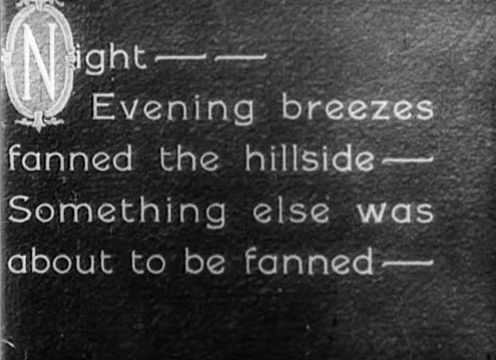 Night — —
Evening breezes
fanned the hillside —
Something else was
about to be fanned —